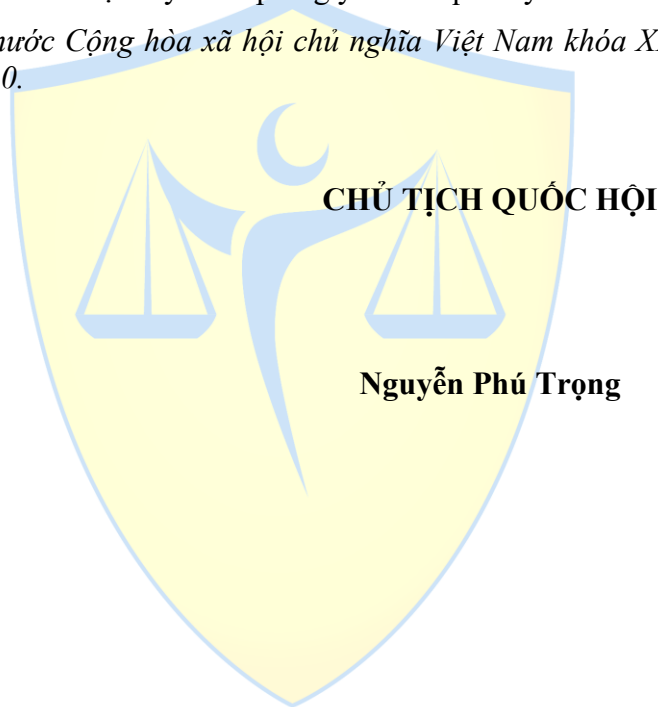 nước Cộng hòa xã hội chủ nghĩa Việt Nam khóa
0.
CHỦ TỊCH QUỐC HỘI
Nguyễn Phú Trọng